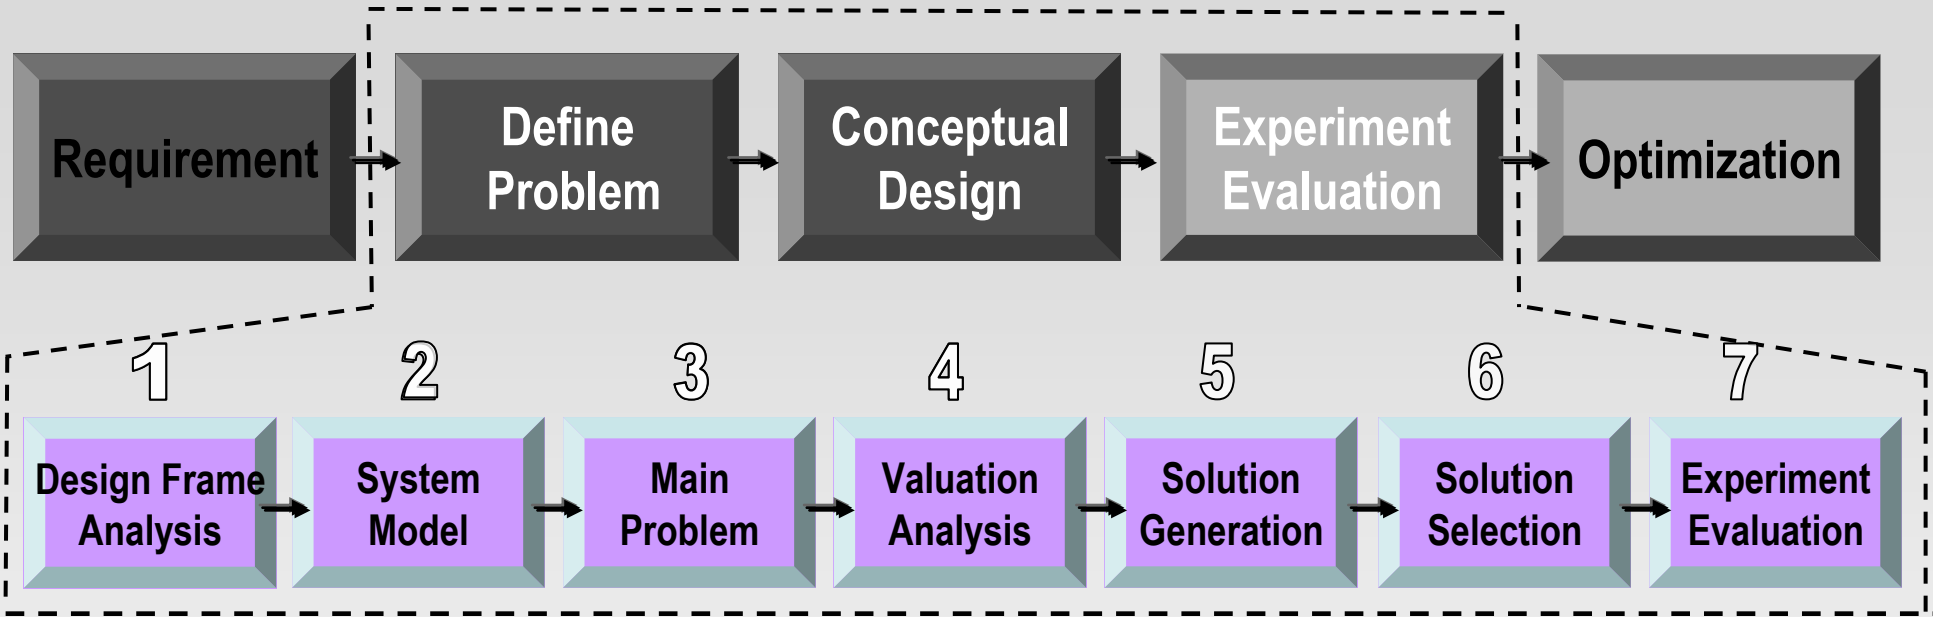 Requirement
Define
Problem
Conceptual
Design
Experiment
Evaluation
Optimization
1
2
3
4
5
6
7
Design Frame
Analysis
System
Model
Main
Problem
Valuation
Analysis
Solution
Generation
Solution
Selection
Experiment
Evaluation